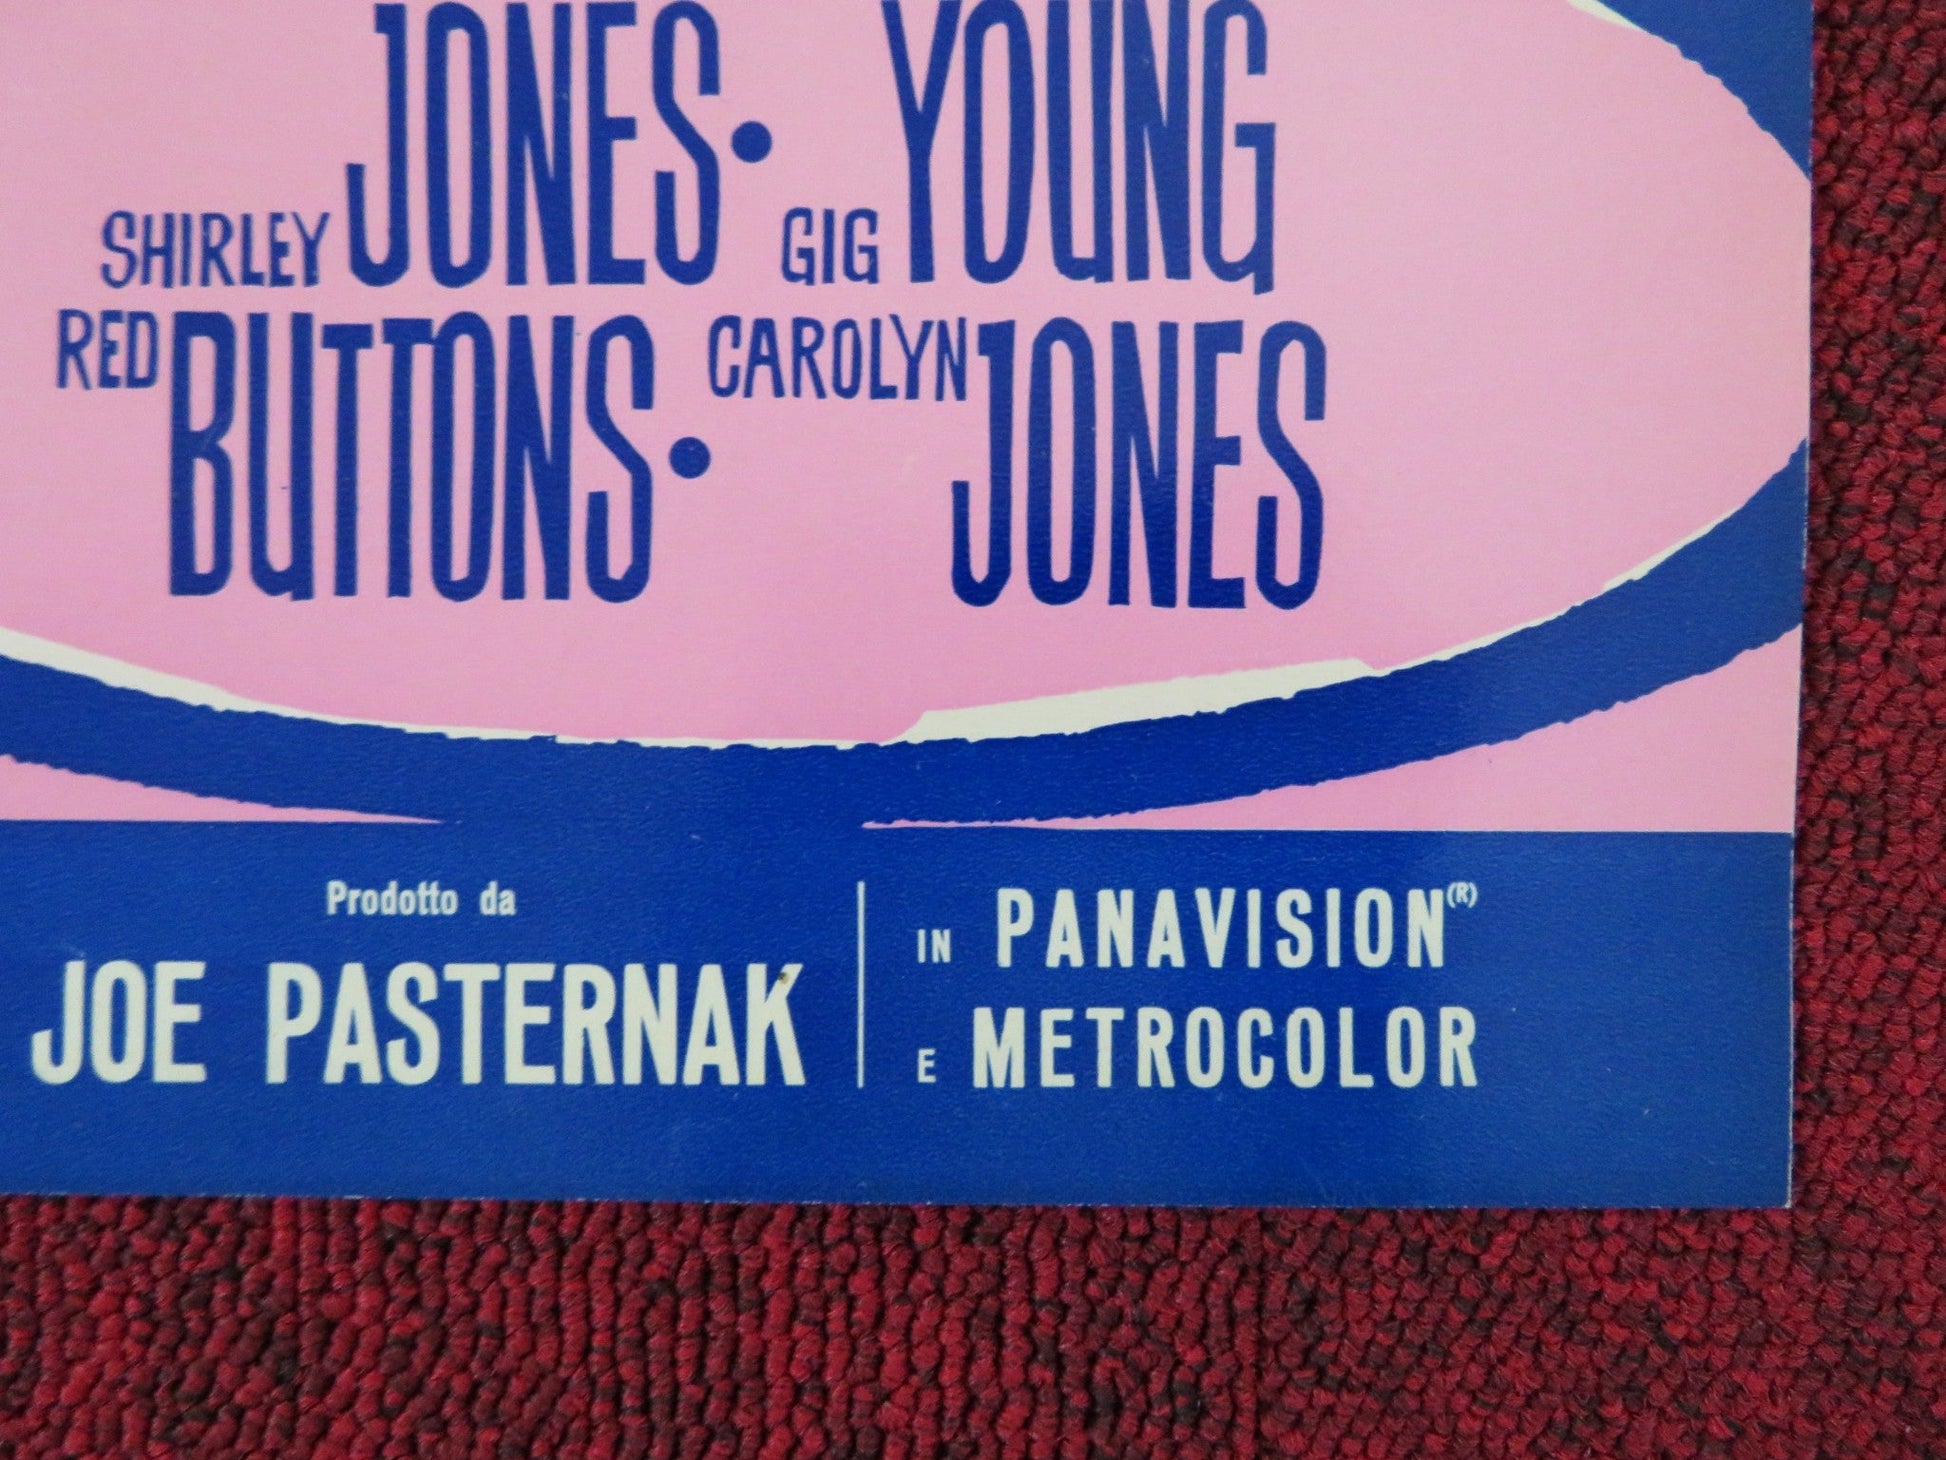 SHIRLEY JONES • GIG YOUNG
RED BUTTONS • CAROLYN JONES
Prodotto da
JOE PASTERNAK
IN PANAVISION(R)
E METROCOLOR